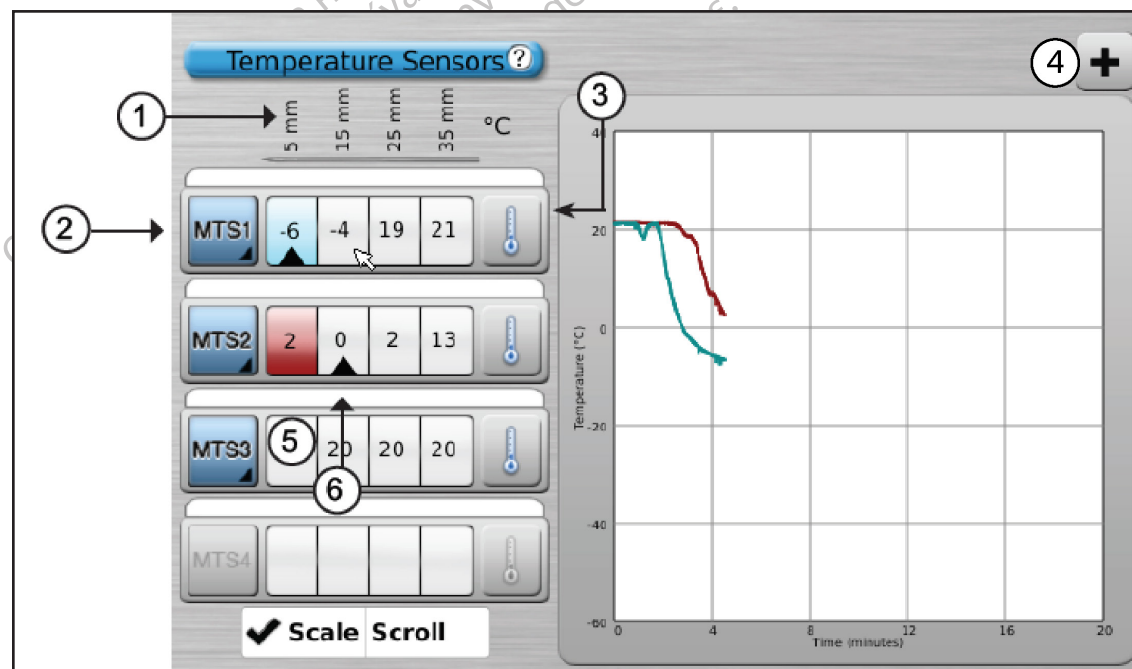 Temperature Sensors ?
4
+
1
5 mm
15 mm
25 mm
35 mm
°C
3
2
MTS1 -6 -4 19 21
MTS2 2 0 2 13
MTS3 5 20 20 20
6
MTS4
Scale Scroll
Temperature (°C)
20
0
-20
-40
-60
0 4 8 12 16 20
Time (minutes)